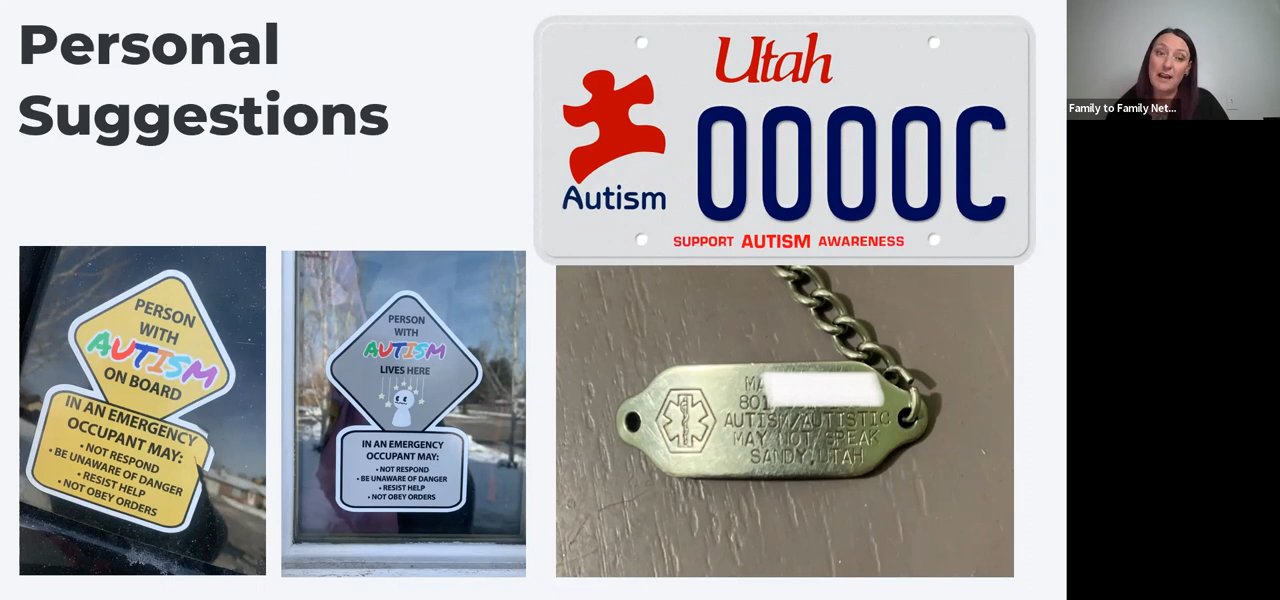 Personal
Suggestions
Utah
0000C
Autism
SUPPORT AUTISM AWARENESS
Family to Family Net...
PERSON
WITH
AUTISM
ON BOARD
IN AN EMERGENCY
OCCUPANT MAY:
• NOT RESPOND
• BE UNAWARE OF DANGER
• RESIST HELP
• NOT OBEY ORDERS
PERSON
WITH
AUTISM
LIVES HERE
IN AN EMERGENCY
OCCUPANT MAY:
• NOT RESPOND
• BE UNAWARE OF DANGER
• RESIST HELP
• NOT OBEY ORDERS
MA
801
AUTISM/AUTISTIC
MAY NOT SPEAK
SANDY, UTAH